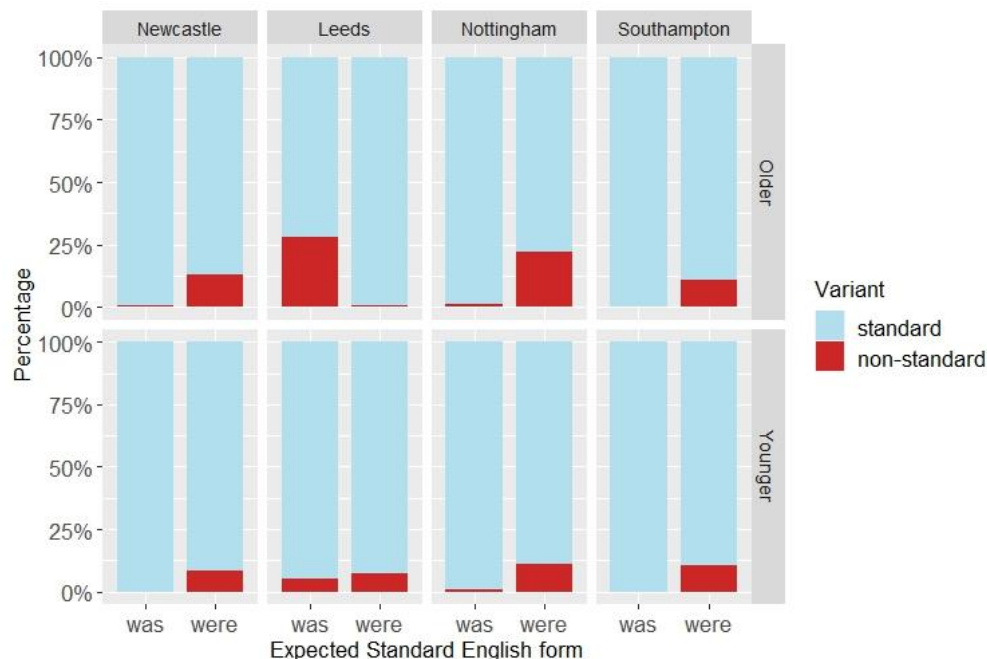 Newcastle Leeds Nottingham Southampton
100%
75%
50%
25%
0%
Older
100%
75%
50%
25%
0%
Younger
Percentage
was were was were was were was were
Expected Standard English form
Variant
standard
non-standard